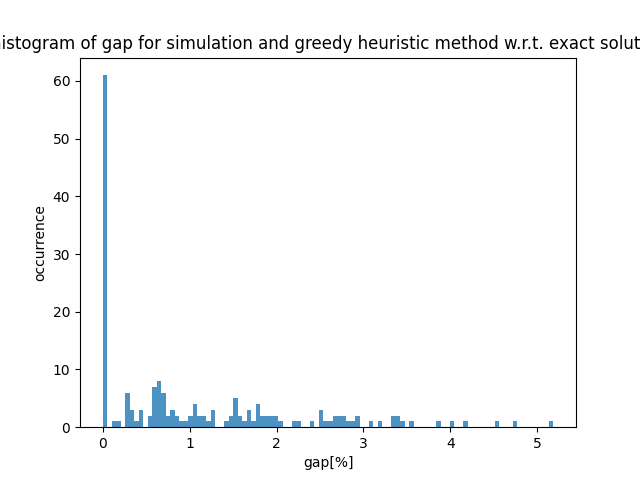 istogram of gap for simulation and greedy heuristic method w.r.t. exact solut
60
50
40
30
20
10
0
occurrence
0 1 2 3 4 5
gap[%]